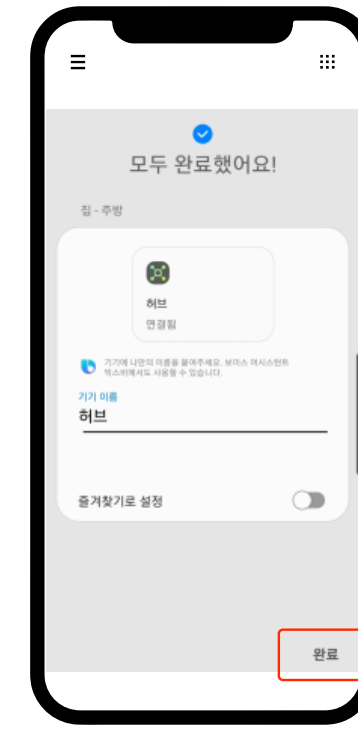 모두 완료했어요!
집 - 주방
허브
연결됨
기기에 나만의 이름을 붙여주세요. 보이스 어시스턴트
빅스비에서도 사용할 수 있습니다.
기기 이름
허브
즐겨찾기로 설정
완료